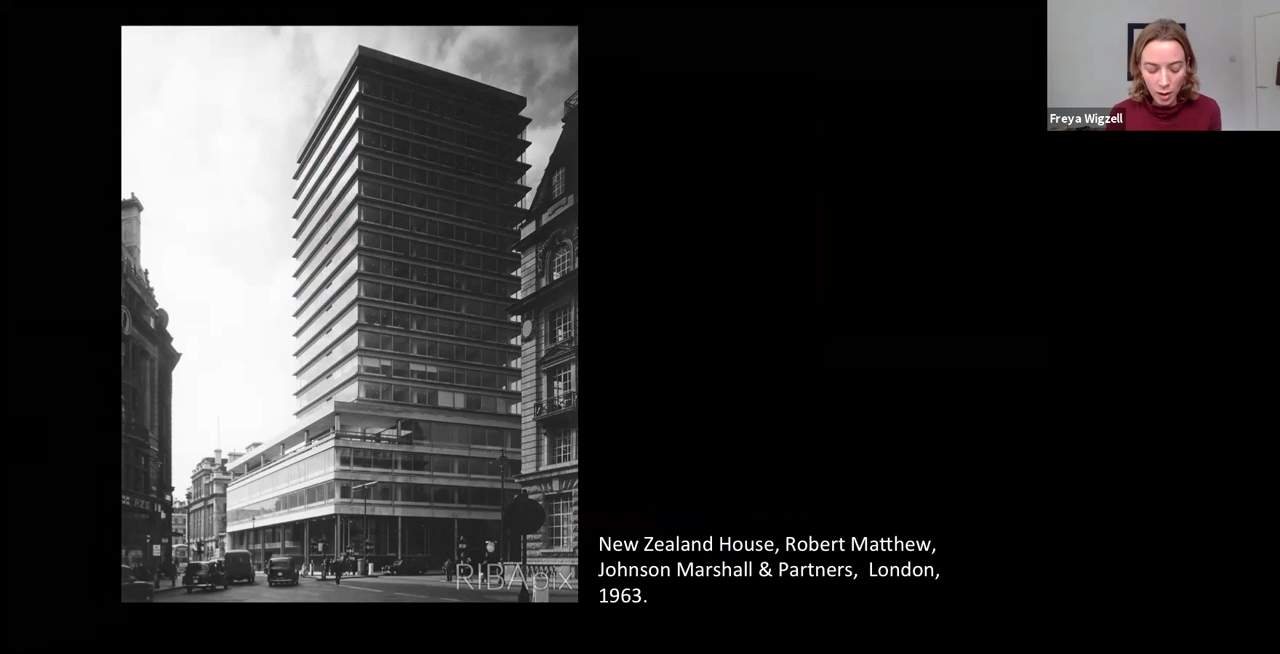 Freya Wigzell
RIBApix
New Zealand House, Robert Matthew,
Johnson Marshall & Partners, London,
1963.